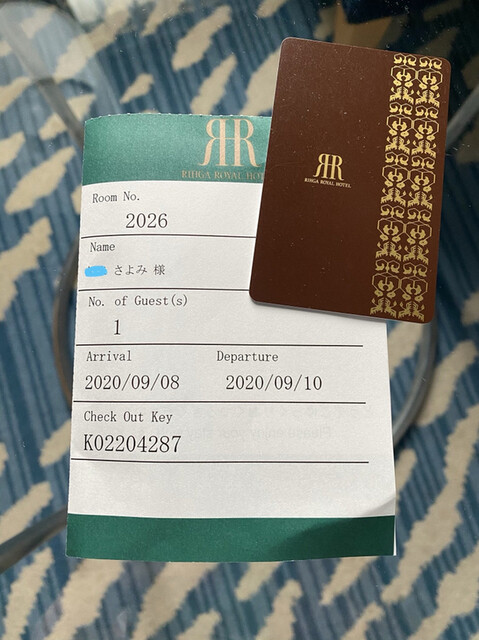 RR
RIHGA ROYAL HOTEL
Room No.
2026
Name
さよみ 様
No. of Guest(s)
1
Arrival Departure
2020/09/08 2020/09/10
Check Out Key
K02204287
RR
RIHGA ROYAL HOTEL